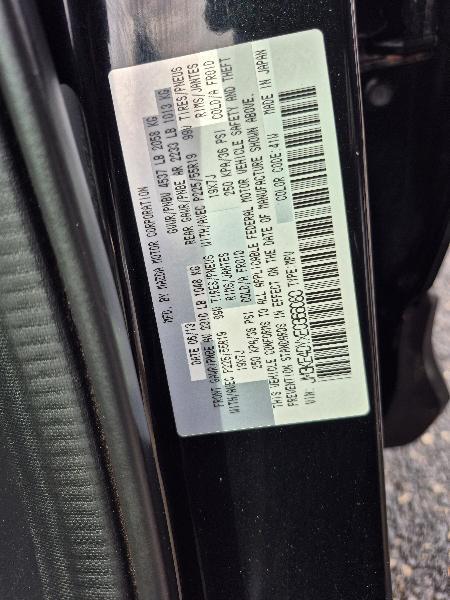 MFD. BY MAZDA MOTOR CORPORATION
DATE 06/13 GVWR/PNBV 4537 LB 2058 KG
FRONT GAWR/PNBE AV 2310 LB 1048 KG REAR GAWR/PNBE AR 2233 LB 1013 KG
WITH/AVEC P225/55R19 99V TIRES/PNEUS WITH/AVEC P225/55R19 99V TIRES/PNEUS
19X7J RIMS/JANTES 19X7J RIMS/JANTES
250 KPA/36 PSI COLD/A FROID 250 KPA/36 PSI COLD/A FROID
THIS VEHICLE CONFORMS TO ALL APPLICABLE FEDERAL MOTOR VEHICLE SAFETY AND THEFT
PREVENTION STANDARDS IN EFFECT ON THE DATE OF MANUFACTURE SHOWN ABOVE.
VIN: TYPE:MPV COLOR CODE:41W MADE IN JAPAN